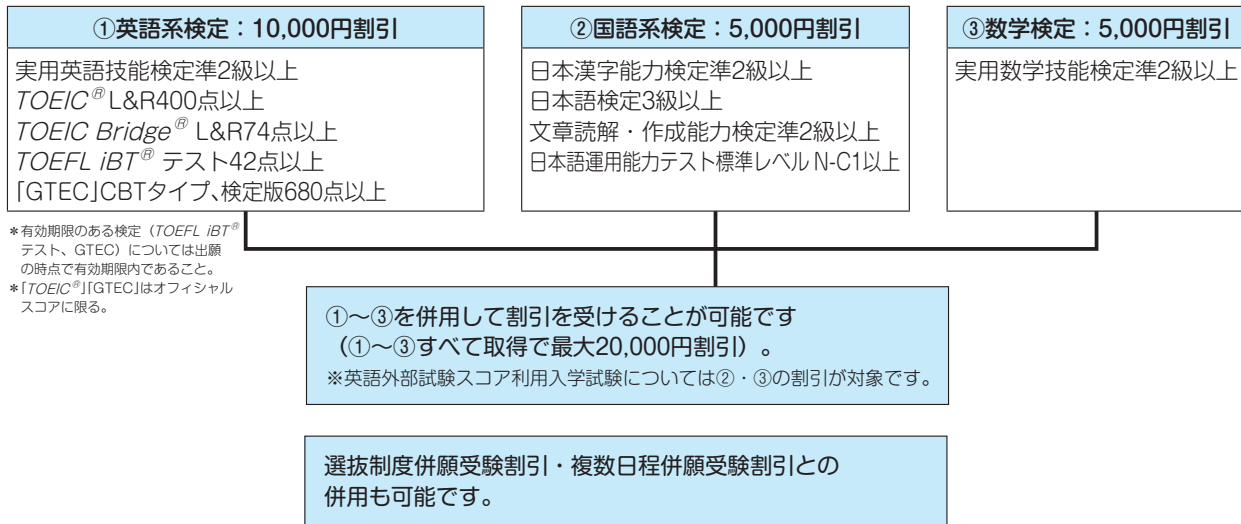 ①英語系検定：10,000円割引
実用英語技能検定準2級以上
TOEIC® L&R400点以上
TOEIC Bridge® L&R74点以上
TOEFL iBT® テスト42点以上
「GTEC」CBTタイプ、検定版680点以上
②国語系検定：5,000円割引
日本漢字能力検定準2級以上
日本語検定3級以上
文章読解・作成能力検定準2級以上
日本語運用能力テスト標準レベル N-C1以上
③数学検定：5,000円割引
実用数学技能検定準2級以上
＊有効期限のある検定（TOEFL iBT®
テスト、GTEC）については出願
の時点で有効期限内であること。
＊「TOEIC®」「GTEC」はオフィシャル
スコアに限る。
①～③を併用して割引を受けることが可能です
（①～③すべて取得で最大20,000円割引）。
※英語外部試験スコア利用入学試験については②・③の割引が対象です。
選抜制度併願受験割引・複数日程併願受験割引との
併用も可能です。